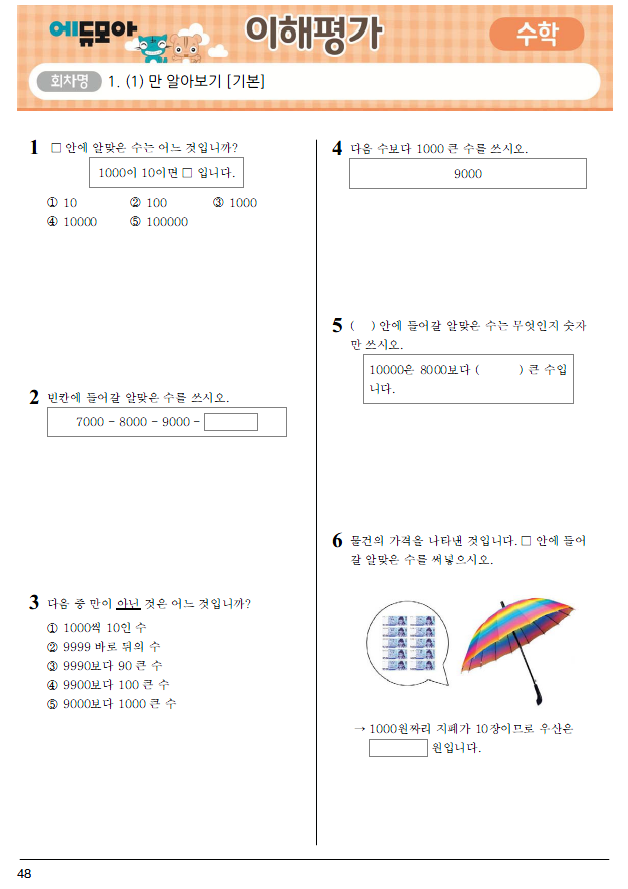 에듀모아
이해평가
수학
회차명
1. (1) 만 알아보기 [기본]
1 □ 안에 알맞은 수는 어느 것입니까?
1000이 10이면 □ 입니다.
① 10 ② 100 ③ 1000
④ 10000 ⑤ 100000
2 빈칸에 들어갈 알맞은 수를 쓰시오.
7000 - 8000 - 9000 -
3 다음 중 만이 아닌 것은 어느 것입니까?
① 1000씩 10인 수
② 9999 바로 뒤의 수
③ 9990보다 90 큰 수
④ 9900보다 100 큰 수
⑤ 9000보다 1000 큰 수
4 다음 수보다 1000 큰 수를 쓰시오.
9000
5 ( ) 안에 들어갈 알맞은 수는 무엇인지 숫자
만 쓰시오.
10000은 8000보다 ( ) 큰 수입
니다.
6 물건의 가격을 나타낸 것입니다. □ 안에 들어
갈 알맞은 수를 써넣으시오.
→ 1000원짜리 지폐가 10장이므로 우산은
원입니다.
48